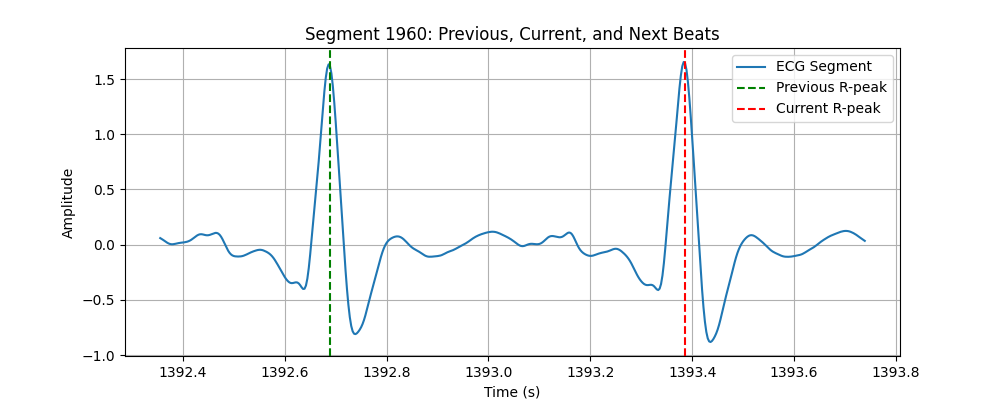 Segment 1960: Previous, Current, and Next Beats
ECG Segment
Previous R-peak
Current R-peak
Amplitude
1.5
1.0
0.5
0.0
−0.5
−1.0
1392.4 1392.6 1392.8 1393.0 1393.2 1393.4 1393.6 1393.8
Time (s)